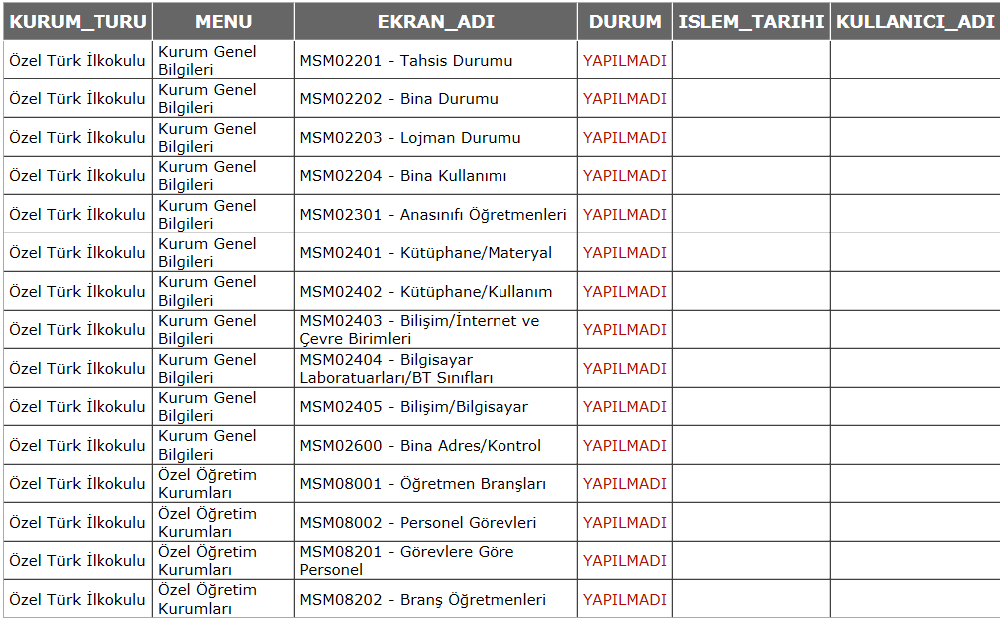 KURUM_TURU MENU EKRAN_ADI DURUM ISLEM_TARIHI KULLANICI_ADI
Özel Türk İlkokulu Kurum Genel Bilgileri MSM02201 - Tahsis Durumu YAPILMADI
Özel Türk İlkokulu Kurum Genel Bilgileri MSM02202 - Bina Durumu YAPILMADI
Özel Türk İlkokulu Kurum Genel Bilgileri MSM02203 - Lojman Durumu YAPILMADI
Özel Türk İlkokulu Kurum Genel Bilgileri MSM02204 - Bina Kullanımı YAPILMADI
Özel Türk İlkokulu Kurum Genel Bilgileri MSM02301 - Anasınıfı Öğretmenleri YAPILMADI
Özel Türk İlkokulu Kurum Genel Bilgileri MSM02401 - Kütüphane/Materyal YAPILMADI
Özel Türk İlkokulu Kurum Genel Bilgileri MSM02402 - Kütüphane/Kullanım YAPILMADI
Özel Türk İlkokulu Kurum Genel Bilgileri MSM02403 - Bilişim/İnternet ve Çevre Birimleri YAPILMADI
Özel Türk İlkokulu Kurum Genel Bilgileri MSM02404 - Bilgisayar Laboratuarları/BT Sınıfları YAPILMADI
Özel Türk İlkokulu Kurum Genel Bilgileri MSM02405 - Bilişim/Bilgisayar YAPILMADI
Özel Türk İlkokulu Kurum Genel Bilgileri MSM02600 - Bina Adres/Kontrol YAPILMADI
Özel Türk İlkokulu Özel Öğretim Kurumları MSM08001 - Öğretmen Branşları YAPILMADI
Özel Türk İlkokulu Özel Öğretim Kurumları MSM08002 - Personel Görevleri YAPILMADI
Özel Türk İlkokulu Özel Öğretim Kurumları MSM08201 - Görevlere Göre Personel YAPILMADI
Özel Türk İlkokulu Özel Öğretim Kurumları MSM08202 - Branş Öğretmenleri YAPILMADI